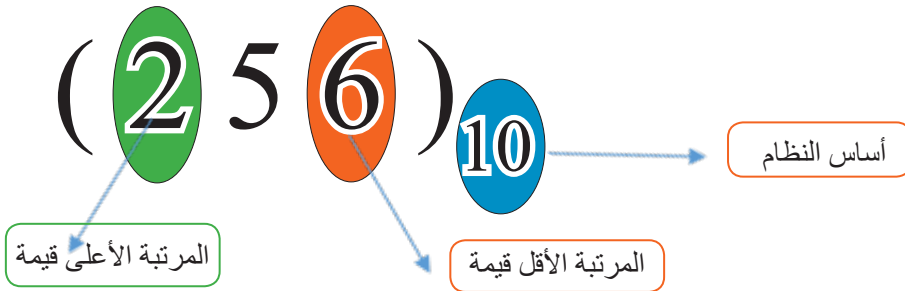 ( 2 5 6 )10
أساس النظام
المرتبة الأعلى قيمة
المرتبة الأقل قيمة